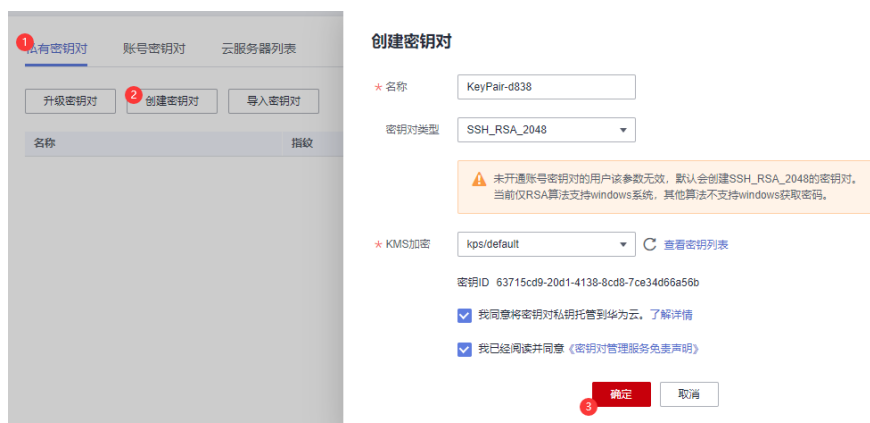 1
私有密钥对 账号密钥对 云服务器列表
升级密钥对 2 创建密钥对 导入密钥对
名称 指纹
创建密钥对
* 名称 KeyPair-d838
密钥对类型 SSH_RSA_2048
未开通账号密钥对的用户该参数无效，默认会创建SSH_RSA_2048的密钥对。
当前仅RSA算法支持windows系统，其他算法不支持windows获取密码。
* KMS加密 kps/default 查看密钥列表
密钥ID 63715cd9-20d1-4138-8cd8-7ce34d66a56b
我同意将密钥对私钥托管到华为云。了解详情
我已经阅读并同意《密钥对管理服务免责声明》
3 确定 取消